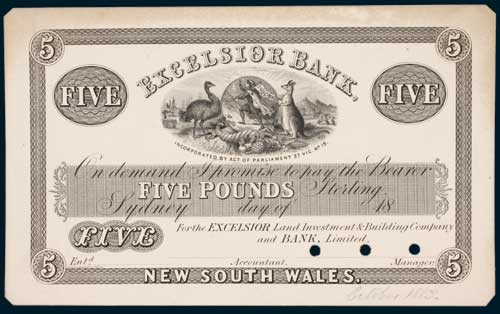 5 5
EXCELSIOR BANK,
FIVE FIVE
INCORPORATED BY ACT OF PARLIAMENT 37 VIC. No 19.
On demand I promise to pay the Bearer
FIVE POUNDS Sterling.
Sydney day of 18
For the EXCELSIOR Land Investment & Building Company
FIVE
and BANK, Limited.
Entd. Accountant. Manager.
5 5
NEW SOUTH WALES.
October